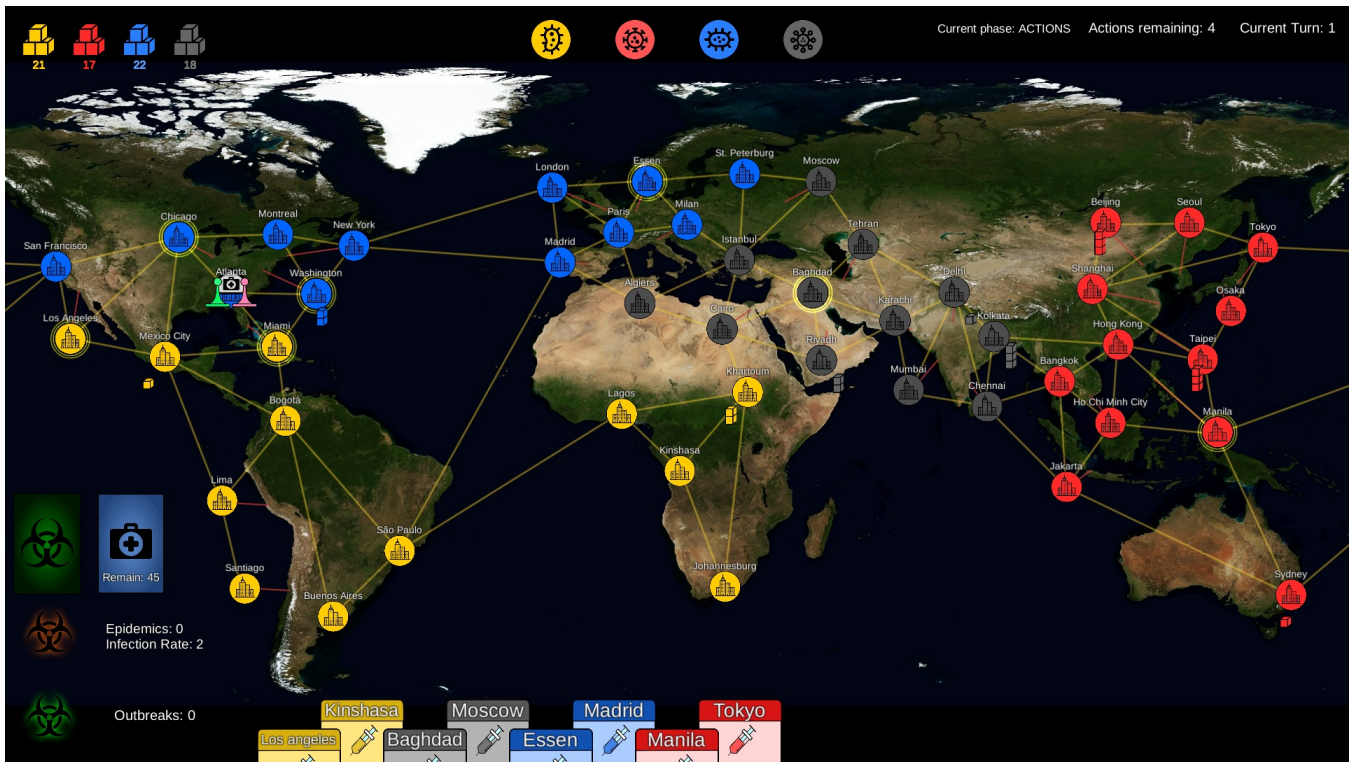 Current phase: ACTIONS Actions remaining: 4 Current Turn: 1
21 17 22 18
St. Peterburg
London Essen Moscow
Beijing Seoul
Chicago Montreal Paris Milan
New York Tehran Tokyo
San Francisco Madrid Istanbul
Atlanta Washington Baghdad Delhi Shanghai
Algiers Karachi Osaka
Los Angeles Miami Cairo Kolkata Hong Kong
Mexico City Riyadh Taipei
Khartoum Mumbai Bangkok
Bogotá Lagos Chennai Ho Chi Minh City Manila
Kinshasa
Lima Jakarta
São Paulo
Santiago Johannesburg Sydney
Remain: 45
Buenos Aires
Epidemics: 0
Infection Rate: 2
Outbreaks: 0
Kinshasa Moscow Madrid Tokyo
Los angeles Baghdad Essen Manila